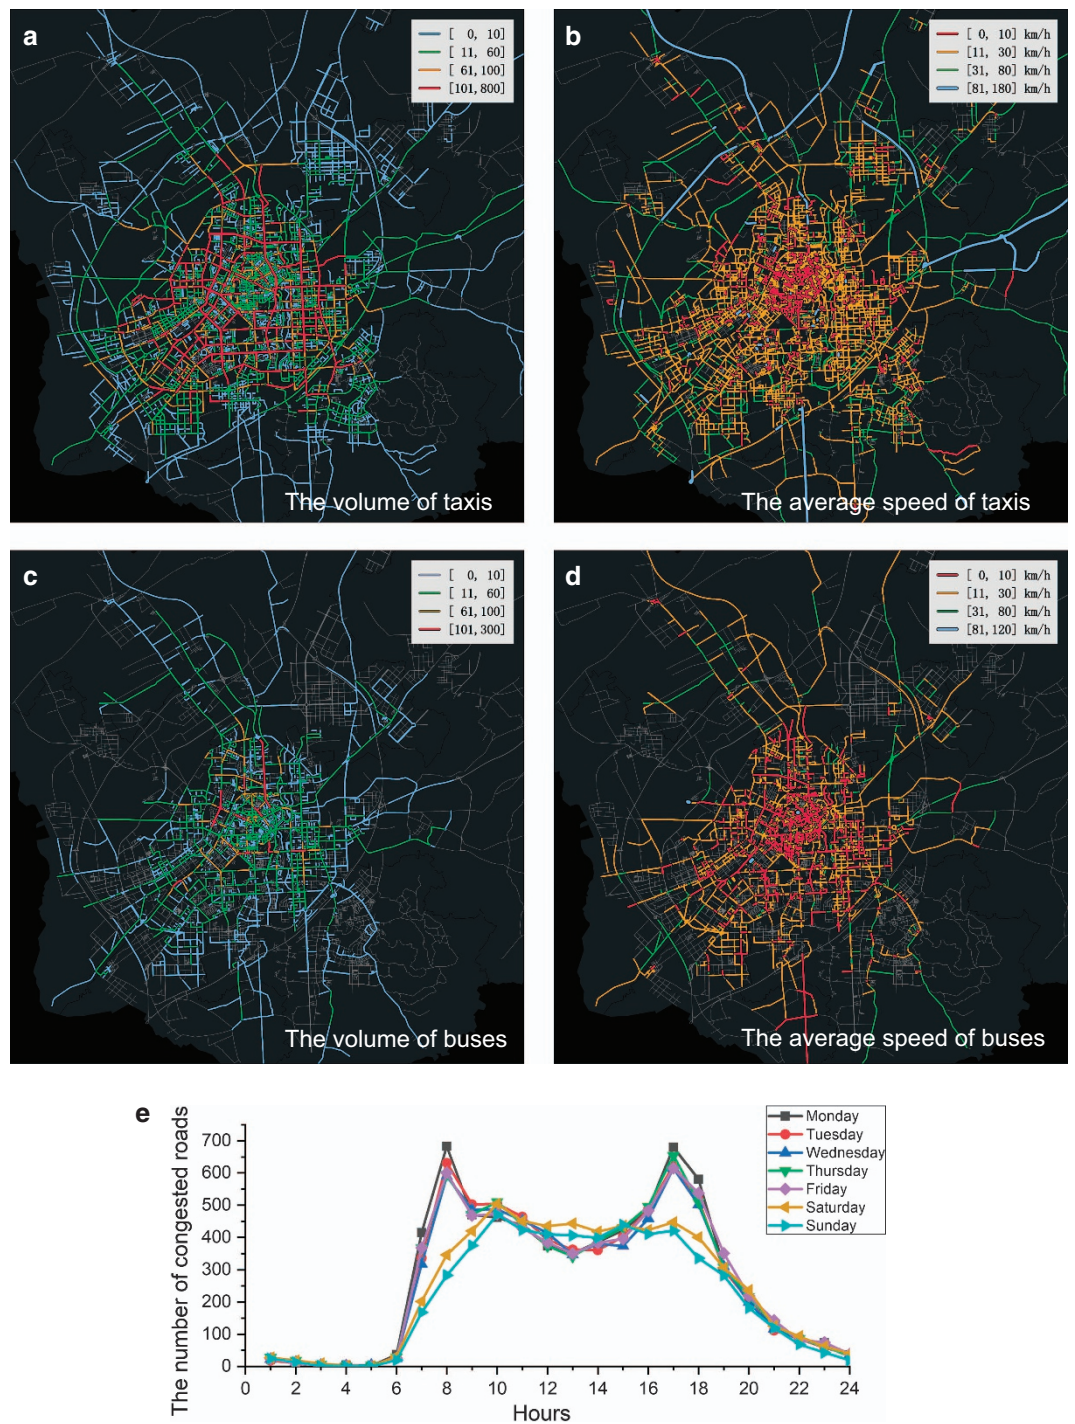 a
[ 0, 10]
[ 11, 60]
[ 61,100]
[101,800]
The volume of taxis
b
[ 0, 10] km/h
[11, 30] km/h
[31, 80] km/h
[81,180] km/h
The average speed of taxis
c
[ 0, 10]
[ 11, 60]
[ 61,100]
[101,300]
The volume of buses
d
[ 0, 10] km/h
[11, 30] km/h
[31, 80] km/h
[81,120] km/h
The average speed of buses
e
The number of congested roads
700
600
500
400
300
200
100
0
0 2 4 6 8 10 12 14 16 18 20 22 24
Hours
Monday
Tuesday
Wednesday
Thursday
Friday
Saturday
Sunday